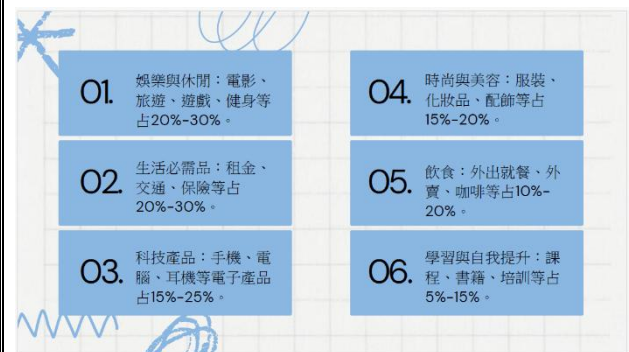 01.
娛樂與休閒：電影、
旅遊、遊戲、健身等
占20%-30%。
02.
生活必需品：租金、
交通、保險等占
20%-30%。
03.
科技產品：手機、電
腦、耳機等電子產品
占15%-25%。
04.
時尚與美容：服裝、
化妝品、配飾等占
15%-20%。
05.
飲食：外出就餐、外
賣、咖啡等占10%-
20%。
06.
學習與自我提升：課
程、書籍、培訓等占
5%-15%。